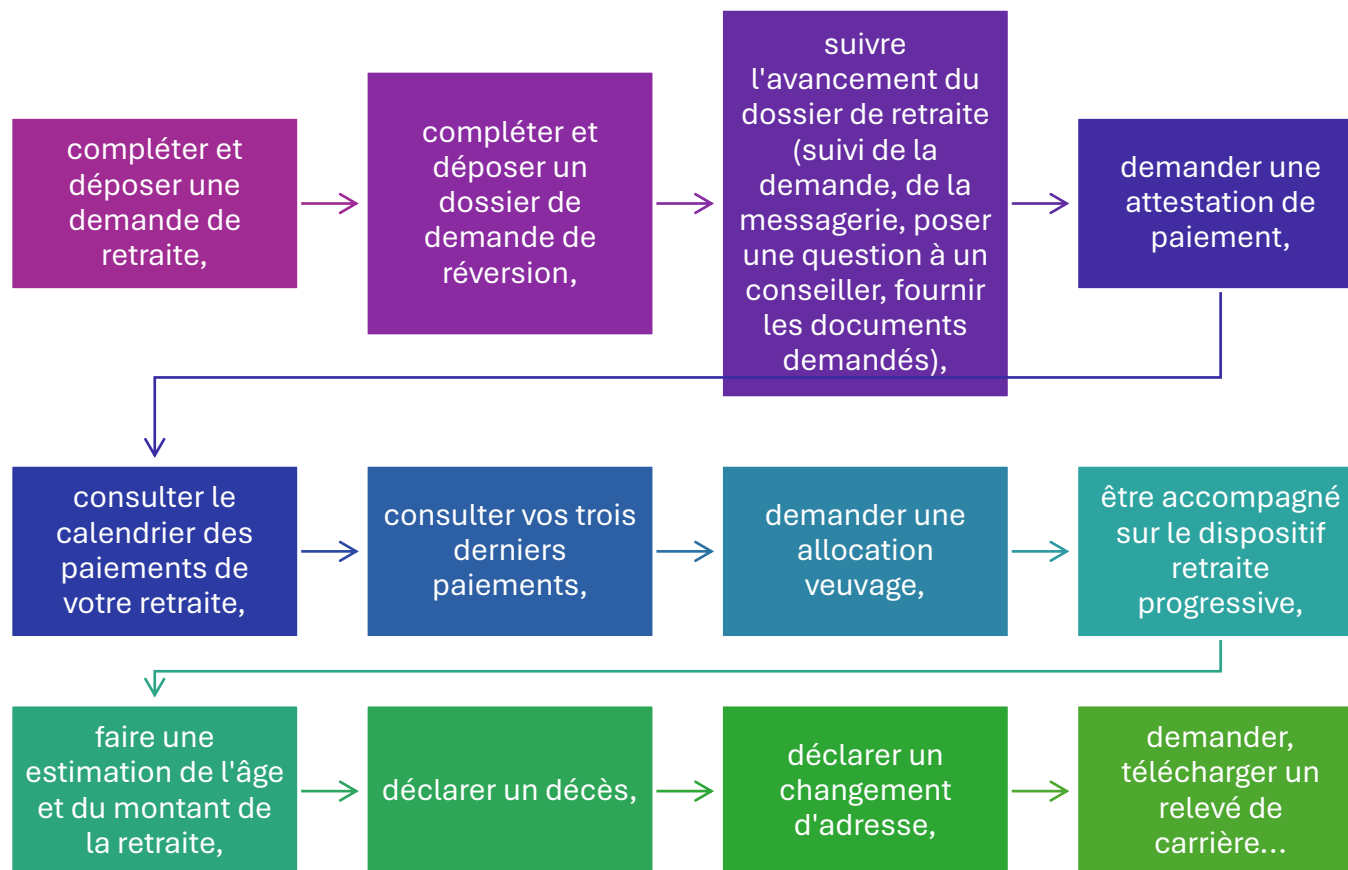 compléter et
déposer une
demande de
retraite,
compléter et
déposer un
dossier de
demande de
réversion,
suivre
l'avancement du
dossier de retraite
(suivi de la
demande, de la
messagerie, poser
une question à un
conseiller, fournir
les documents
demandés),
demander une
attestation de
paiement,
consulter le
calendrier des
paiements de
votre retraite,
consulter vos trois
derniers
paiements,
demander une
allocation
veuvage,
être accompagné
sur le dispositif
retraite
progressive,
faire une
estimation de l'âge
et du montant de
la retraite,
déclarer un décès,
déclarer un
changement
d'adresse,
demander,
télécharger un
relevé de
carrière...